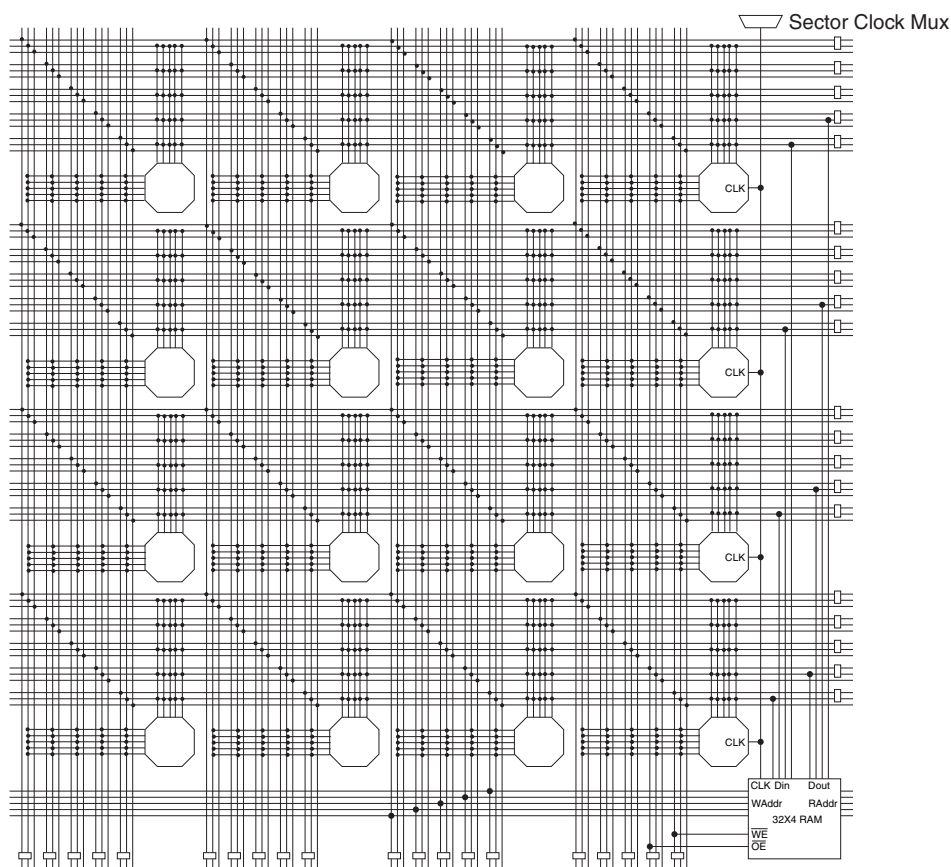 Sector Clock Mux
CLK
CLK
CLK
CLK
CLK Din Dout
WAddr RAddr
32X4 RAM
WE
OE